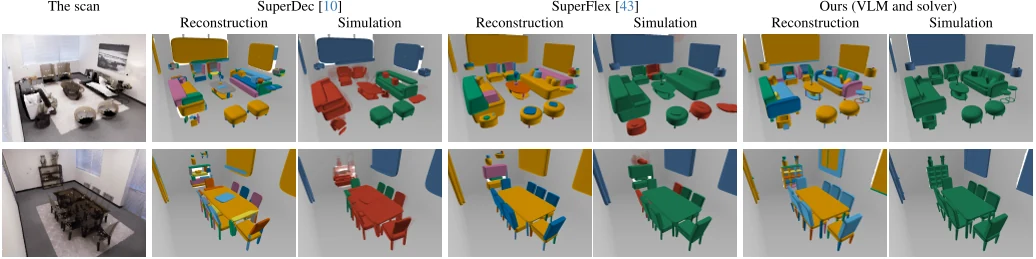 The scan
SuperDec [10]
SuperFlex [43]
Ours (VLM and solver)
Reconstruction
Simulation
Reconstruction
Simulation
Reconstruction
Simulation